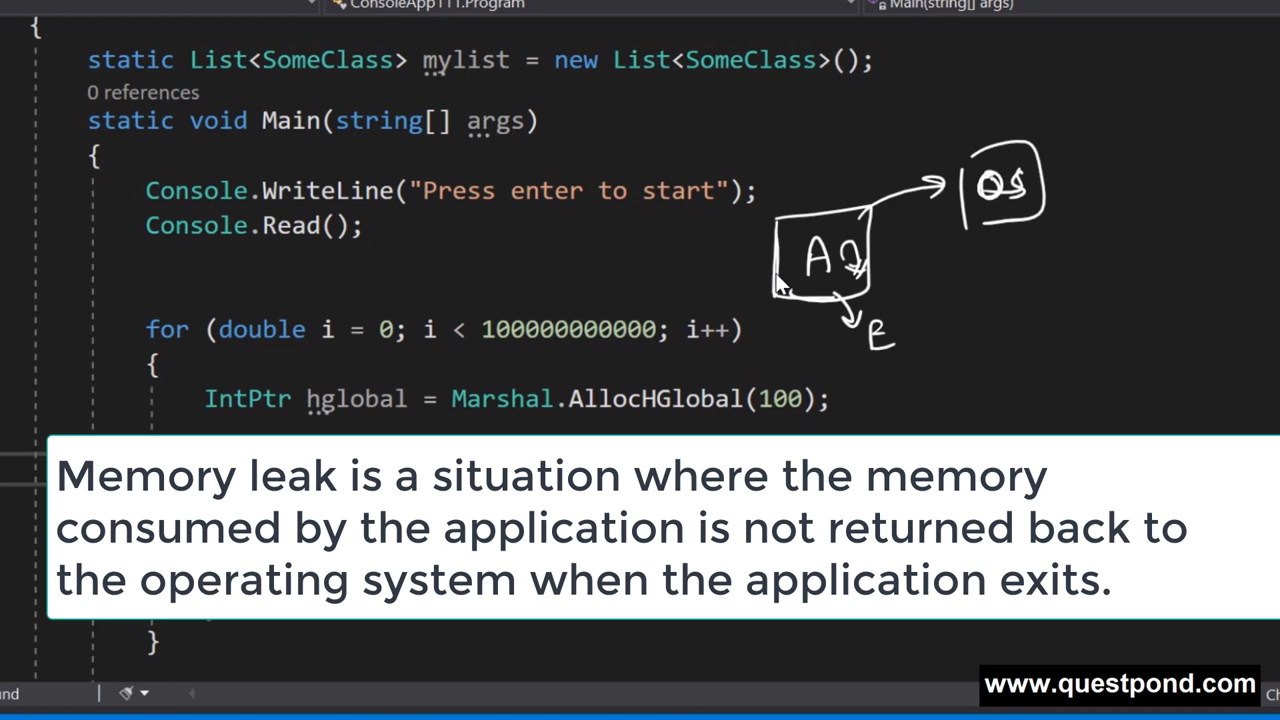 ConsoleApp111.Program
Main(string[] args)
{
static List<SomeClass> mylist = new List<SomeClass>();
0 references
static void Main(string[] args)
{
Console.WriteLine("Press enter to start");
Console.Read();
OS
for (double i = 0; i < 100000000000; i++)
E
{
IntPtr hglobal = Marshal.AllocHGlobal(100);
Memory leak is a situation where the memory
consumed by the application is not returned back to
the operating system when the application exits.
}
www.questpond.com